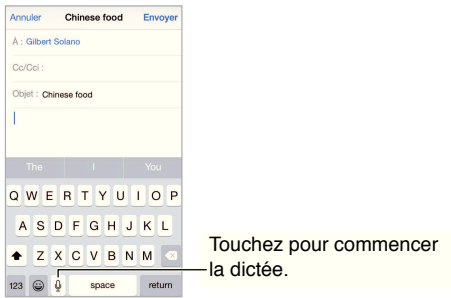 Annuler Chinese food Envoyer
À : Gilbert Solano
Cc/Cci :
Objet : Chinese food
The I You
Q W E R T Y U I O P
A S D F G H J K L
Z X C V B N M
123 space return
Touchez pour commencer
la dictée.